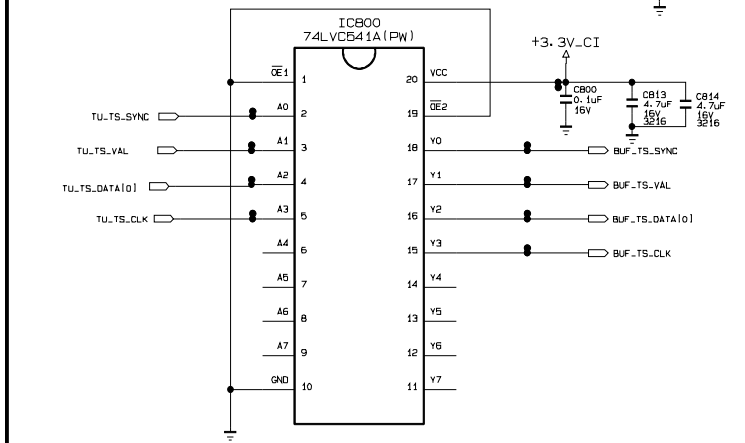 IC800
74LVC541A(PW)
+3.3V_CI
OE1
1
20
VCC
C800
0.1uF
16V
C813
4.7uF
16V
3216
C814
4.7uF
16V
3216
TU_TS_SYNC
A0
2
19
OE2
TU_TS_VAL
A1
3
18
Y0
BUF_TS_SYNC
TU_TS_DATA[0]
A2
4
17
Y1
BUF_TS_VAL
TU_TS_CLK
A3
5
16
Y2
BUF_TS_DATA[0]
A4
6
15
Y3
BUF_TS_CLK
A5
7
14
Y4
A6
8
13
Y5
A7
9
12
Y6
GND
10
11
Y7